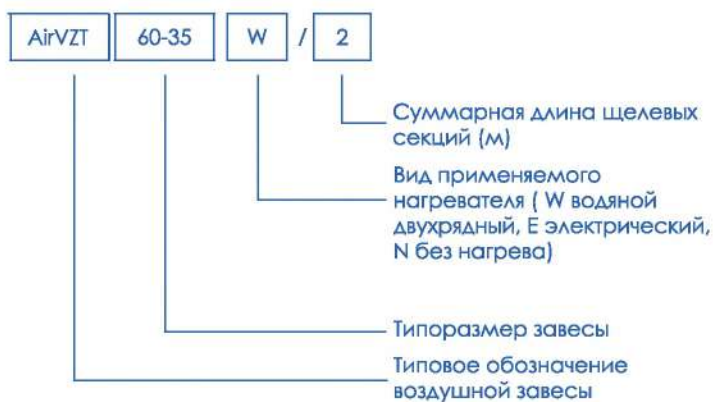 AirVZT 60-35 W / 2
Суммарная длина щелевых
секций (м)
Вид применяемого
нагревателя ( W водяной
двухрядный, E электрический,
N без нагрева)
Типоразмер завесы
Типовое обозначение
воздушной завесы